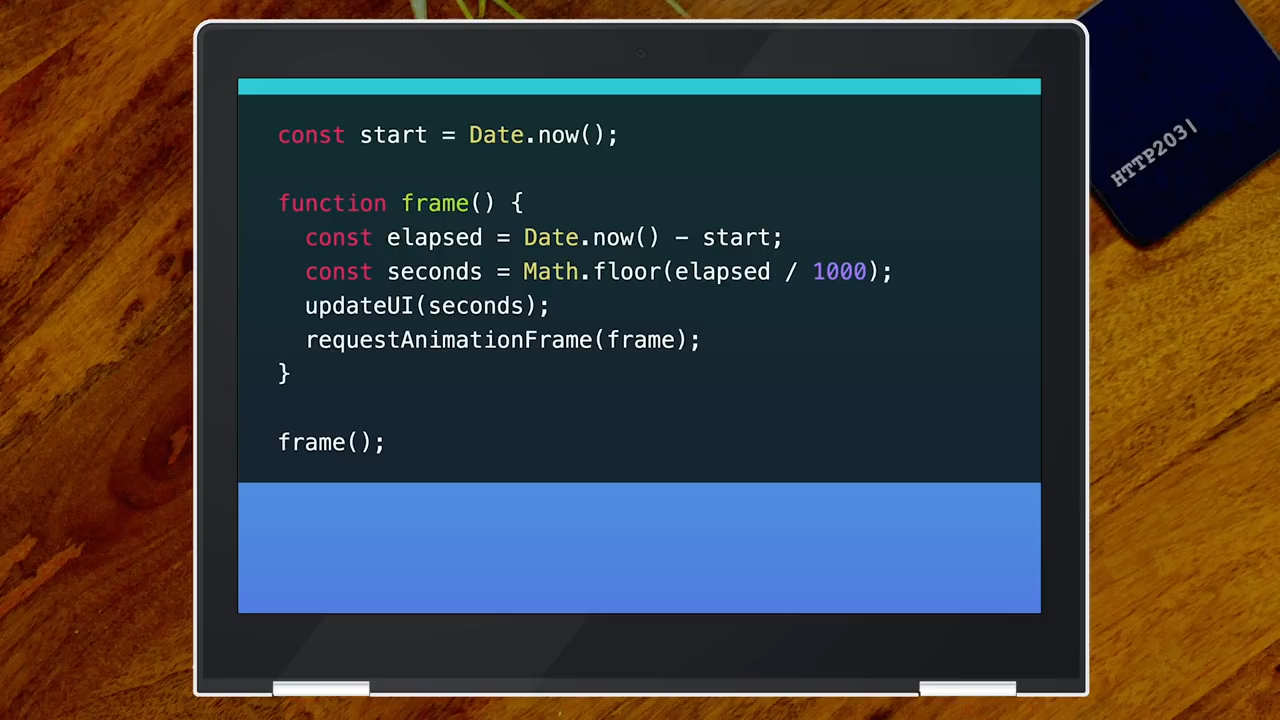 const start = Date.now();
function frame() {
  const elapsed = Date.now() - start;
  const seconds = Math.floor(elapsed / 1000);
  updateUI(seconds);
  requestAnimationFrame(frame);
}
frame();
HTTP203|